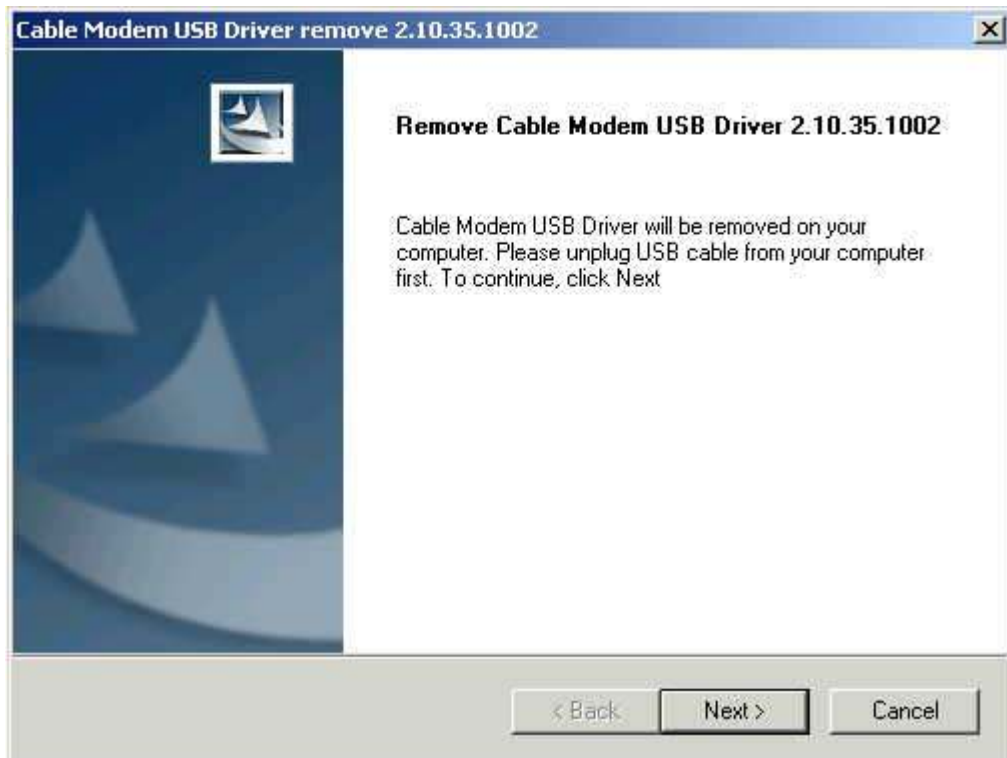 Cable Modem USB Driver remove 2.10.35.1002
Remove Cable Modem USB Driver 2.10.35.1002
Cable Modem USB Driver will be removed on your
computer. Please unplug USB cable from your computer
first. To continue, click Next
< Back
Next >
Cancel